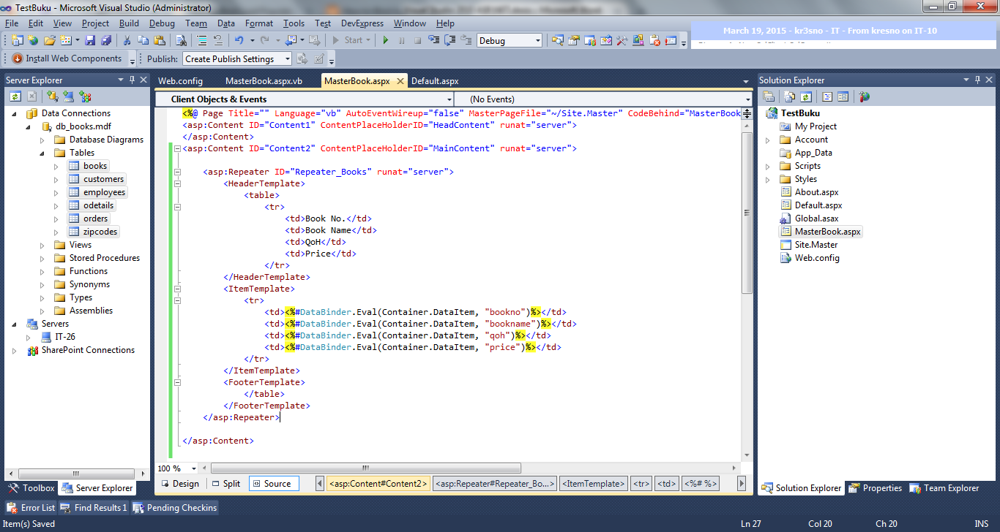 TestBuku - Microsoft Visual Studio (Administrator)
File Edit View Project Build Debug Team Data Format Tools Test DevExpress Window Help
Start Debug
March 19, 2015 - kr3sno - IT - From kresno on IT-10
Install Web Components Publish: Create Publish Settings
Server Explorer
Data Connections
db_books.mdf
Database Diagrams
Tables
books
customers
employees
odetails
orders
zipcodes
Views
Stored Procedures
Functions
Synonyms
Types
Assemblies
Servers
IT-26
SharePoint Connections
Toolbox Server Explorer
Web.config MasterBook.aspx.vb MasterBook.aspx Default.aspx
Client Objects & Events (No Events)
<%@ Page Title="" Language="vb" AutoEventWireup="false" MasterPageFile="~/Site.Master" CodeBehind="MasterBook
<asp:Content ID="Content1" ContentPlaceHolderID="HeadContent" runat="server">
</asp:Content>
<asp:Content ID="Content2" ContentPlaceHolderID="MainContent" runat="server">
<asp:Repeater ID="Repeater_Books" runat="server">
<HeaderTemplate>
<table>
<tr>
<td>Book No.</td>
<td>Book Name</td>
<td>QoH</td>
<td>Price</td>
</tr>
</HeaderTemplate>
<ItemTemplate>
<tr>
<td><%#DataBinder.Eval(Container.DataItem, "bookno")%></td>
<td><%#DataBinder.Eval(Container.DataItem, "bookname")%></td>
<td><%#DataBinder.Eval(Container.DataItem, "qoh")%></td>
<td><%#DataBinder.Eval(Container.DataItem, "price")%></td>
</tr>
</ItemTemplate>
<FooterTemplate>
</table>
</FooterTemplate>
</asp:Repeater>
</asp:Content>
100 %
Design Split Source <asp:Content#Content2> <asp:Repeater#Repeater_Bo...> <ItemTemplate> <tr> <td> <%# %>
Solution Explorer
TestBuku
My Project
Account
App_Data
Scripts
Styles
About.aspx
Default.aspx
Global.asax
MasterBook.aspx
Site.Master
Web.config
Solution Explorer Properties Team Explorer
Error List Find Results 1 Pending Checkins
Item(s) Saved Ln 27 Col 20 Ch 20 INS